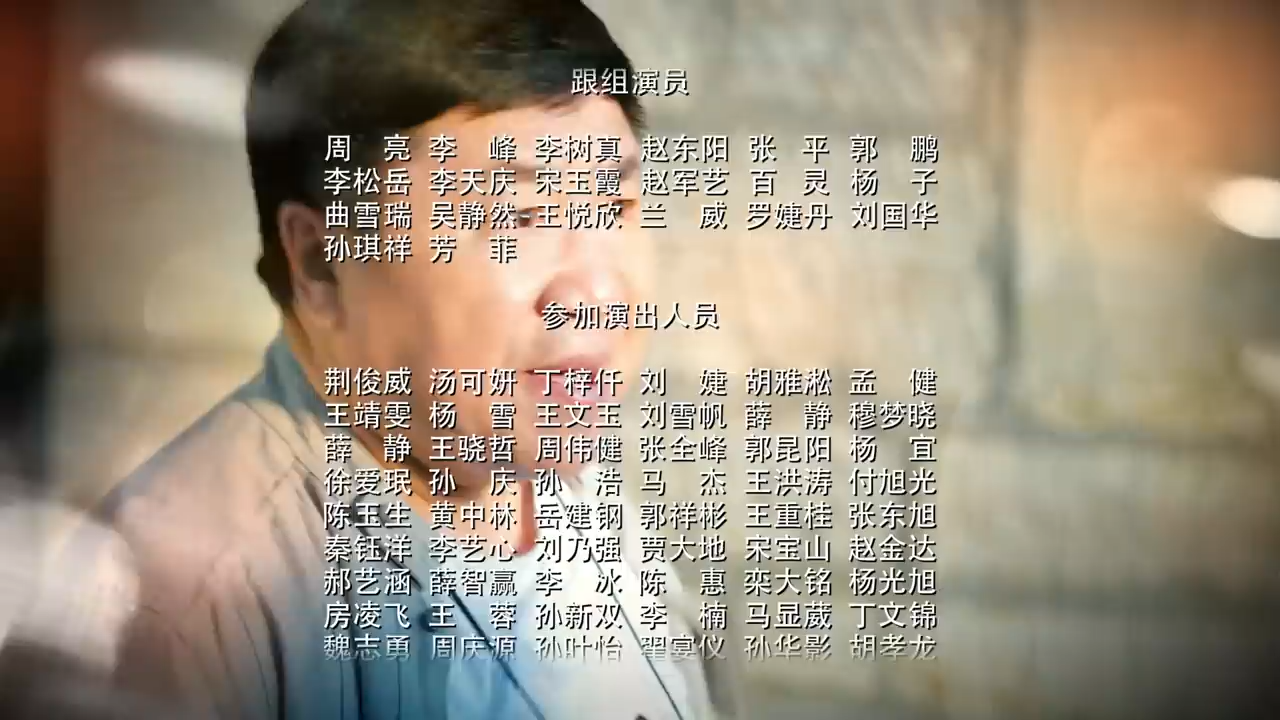 跟组演员
周亮 李峰 李树真 赵东阳 张平 郭鹏
李松岳 李天庆 宋玉霞 赵军艺 百灵 杨子
曲雪瑞 吴静然 王悦欣 兰威 罗婕丹 刘国华
孙琪祥 芳菲
参加演出人员
荆俊威 汤可妍 丁梓仟 刘婕 胡雅淞 孟健
王靖雯 杨雪 王文玉 刘雪帆 薛静 穆梦晓
薛静 王骁哲 周伟健 张全峰 郭昆阳 杨宜
徐爱珉 孙庆 孙浩 马杰 王洪涛 付旭光
陈玉生 黄中林 岳建钢 郭祥彬 王重桂 张东旭
秦钰洋 李艺心 刘乃强 贾大地 宋宝山 赵金达
郝艺涵 薛智赢 李冰 陈惠 栾大铭 杨光旭
房凌飞 王蓉 孙新双 李楠 马显葳 丁文锦
魏志勇 周庆源 孙叶怡 翟宴仪 孙华影 胡孝龙